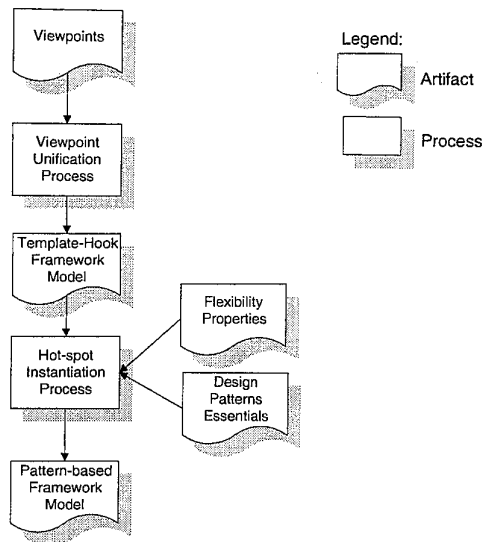 Viewpoints
Legend:
Artifact
Process
Viewpoint
Unification
Process
Template-Hook
Framework
Model
Flexibility
Properties
Hot-spot
Instantiation
Process
Design
Patterns
Essentials
Pattern-based
Framework
Model